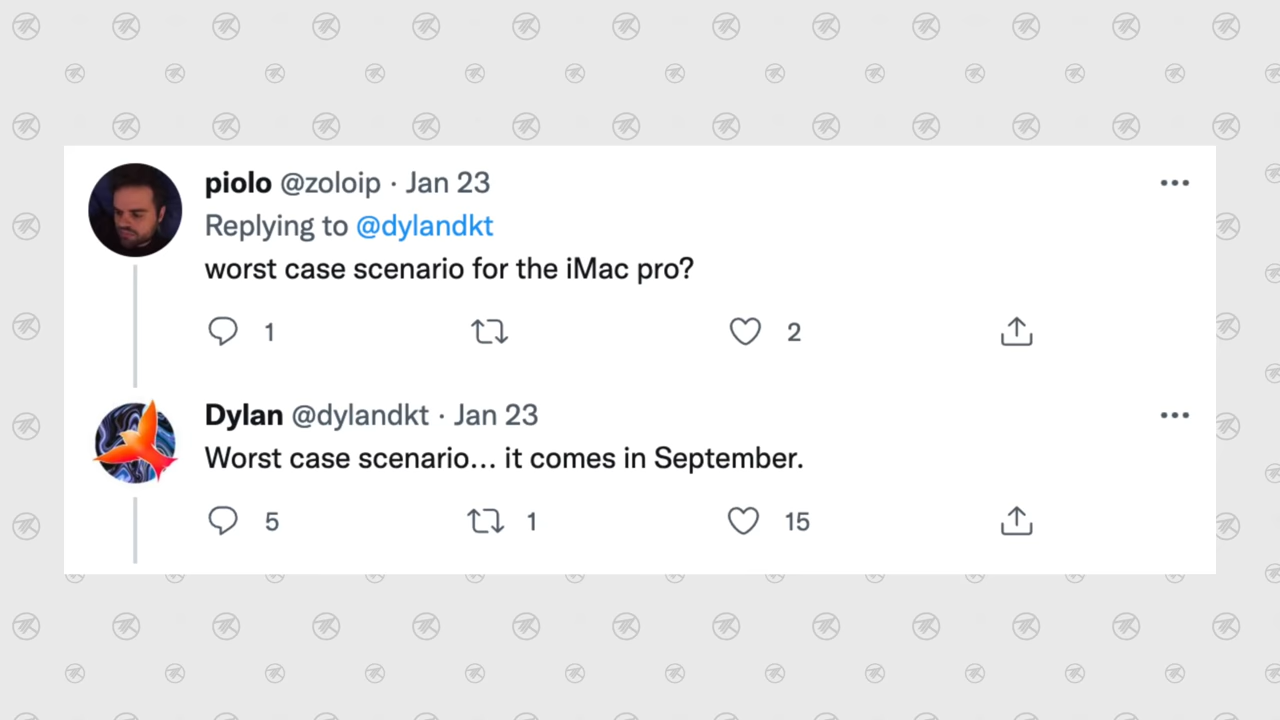 piolo @zoloip · Jan 23
Replying to @dylandkt
worst case scenario for the iMac pro?
1 2
Dylan @dylandkt · Jan 23
Worst case scenario... it comes in September.
5 1 15